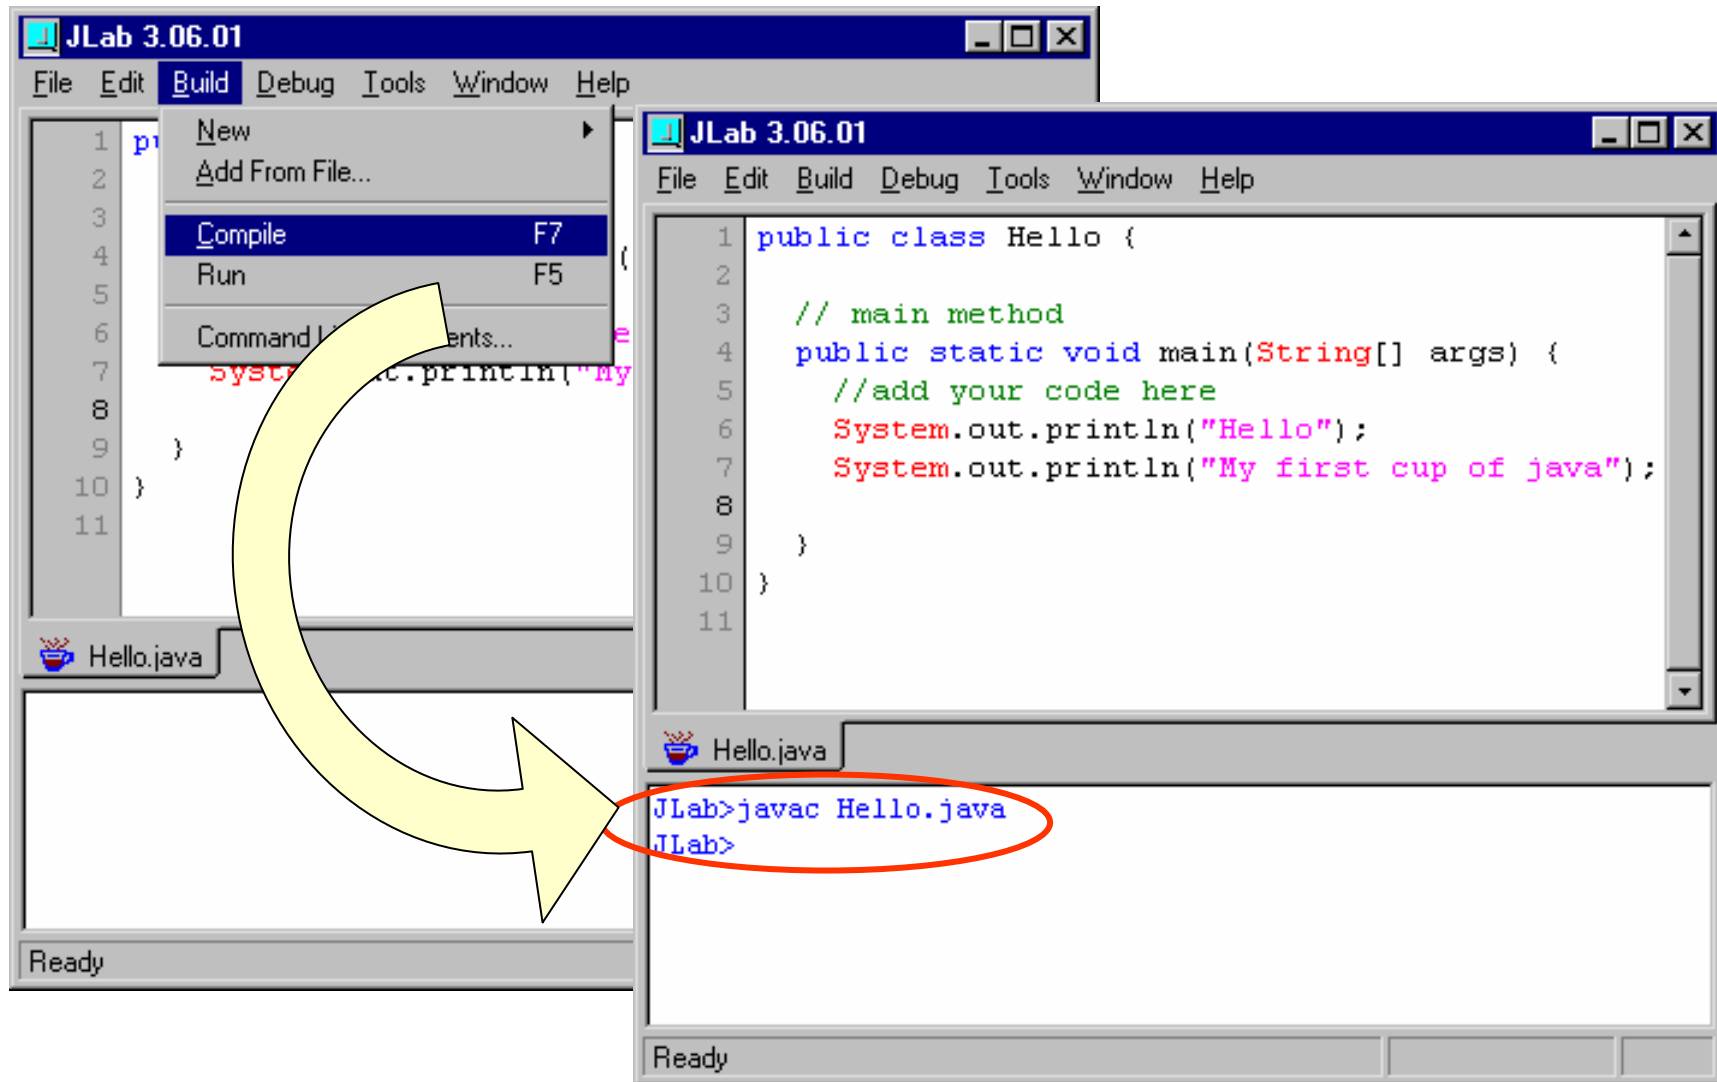 JLab 3.06.01
File Edit Build Debug Tools Window Help
New
Add From File...
Compile F7
Run F5
Command ents...
1
2
3
4 {
5
6
7 .println("My
8
9 }
10 }
11
Hello.java
Ready
JLab 3.06.01
File Edit Build Debug Tools Window Help
1 public class Hello {
2
3 // main method
4 public static void main(String[] args) {
5 //add your code here
6 System.out.println("Hello");
7 System.out.println("My first cup of java");
8
9 }
10 }
11
Hello.java
JLab>javac Hello.java
JLab>
Ready